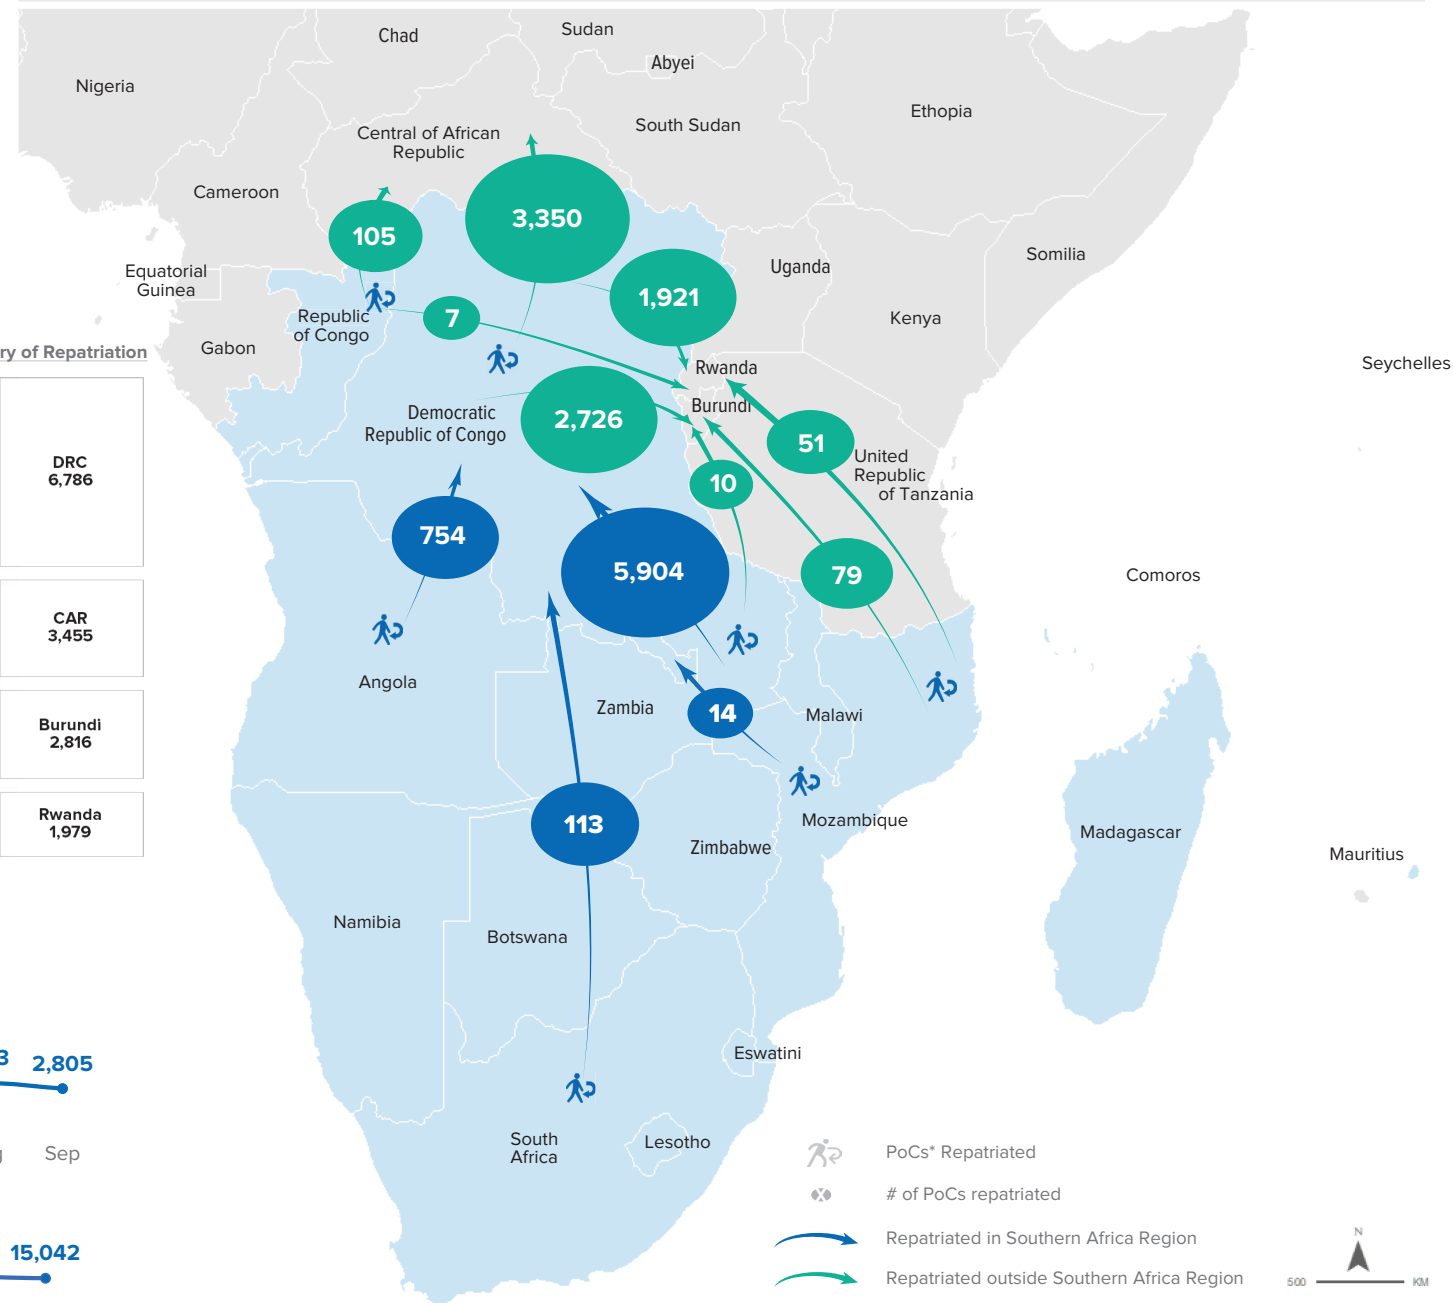 Chad
Sudan
Abyei
Nigeria
Ethopia
South Sudan
Central of African
Republic
Cameroon
3,350
105
Somilia
Uganda
Equatorial
Guinea
1,921
Republic
of Congo
7
Kenya
Gabon
ry of Repatriation
Seychelles
Rwanda
Burundi
Democratic
Republic of Congo
2,726
51
United
Republic
of Tanzania
DRC
6,786
10
754
5,904
79
Comoros
CAR
3,455
Angola
Zambia
14
Malawi
Burundi
2,816
Rwanda
1,979
113
Mozambique
Zimbabwe
Madagascar
Mauritius
Namibia
Botswana
3
2,805
Eswatini
Sep
South
Africa
Lesotho
PoCs* Repatriated
# of PoCs repatriated
X
15,042
Repatriated in Southern Africa Region
Repatriated outside Southern Africa Region
N
500
KM